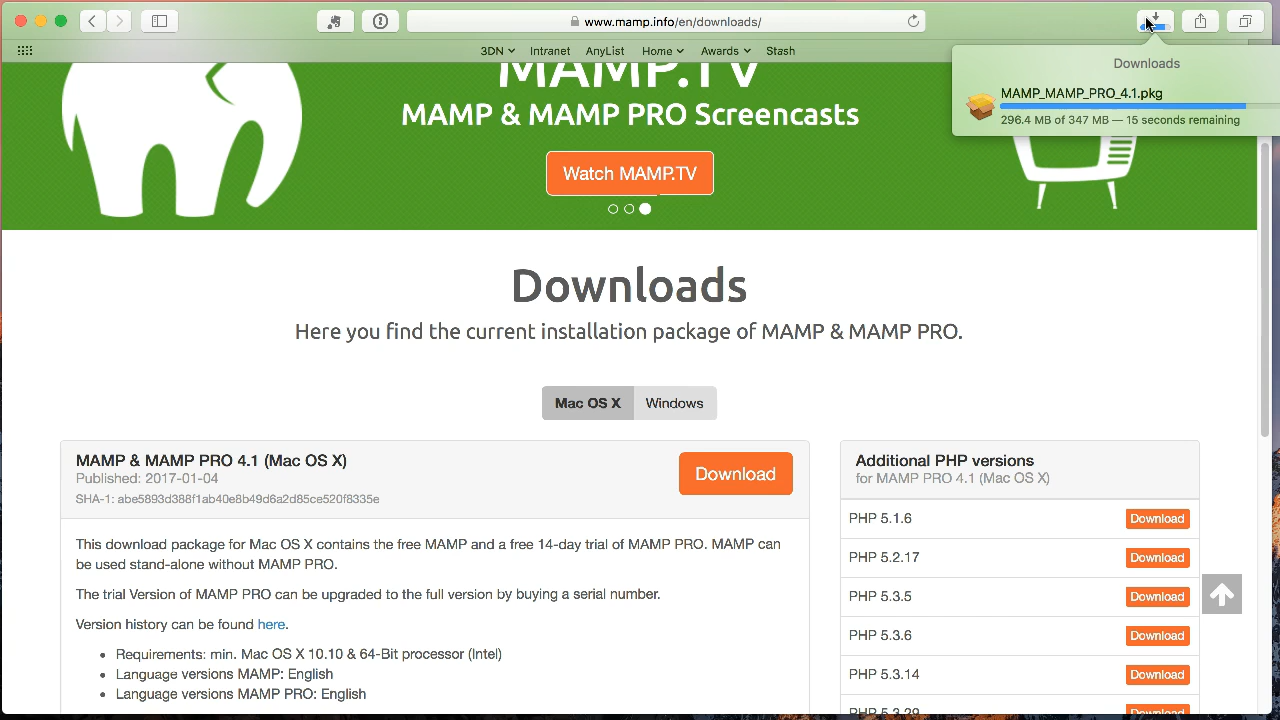 www.mamp.info/en/downloads/
3DN Intranet AnyList Home Awards Stash
Downloads
MAMP_MAMP_PRO_4.1.pkg
296.4 MB of 347 MB — 15 seconds remaining
MAMP.TV
MAMP & MAMP PRO Screencasts
Watch MAMP.TV
Downloads
Here you find the current installation package of MAMP & MAMP PRO.
Mac OS X Windows
MAMP & MAMP PRO 4.1 (Mac OS X)
Published: 2017-01-04
SHA-1: abe5893d388f1ab40e8b49d6a2d85ce520f8335e
Download
This download package for Mac OS X contains the free MAMP and a free 14-day trial of MAMP PRO. MAMP can
be used stand-alone without MAMP PRO.
The trial Version of MAMP PRO can be upgraded to the full version by buying a serial number.
Version history can be found here.
• Requirements: min. Mac OS X 10.10 & 64-Bit processor (Intel)
• Language versions MAMP: English
• Language versions MAMP PRO: English
Additional PHP versions
for MAMP PRO 4.1 (Mac OS X)
PHP 5.1.6 Download
PHP 5.2.17 Download
PHP 5.3.5 Download
PHP 5.3.6 Download
PHP 5.3.14 Download
PHP 5.3.29 Download